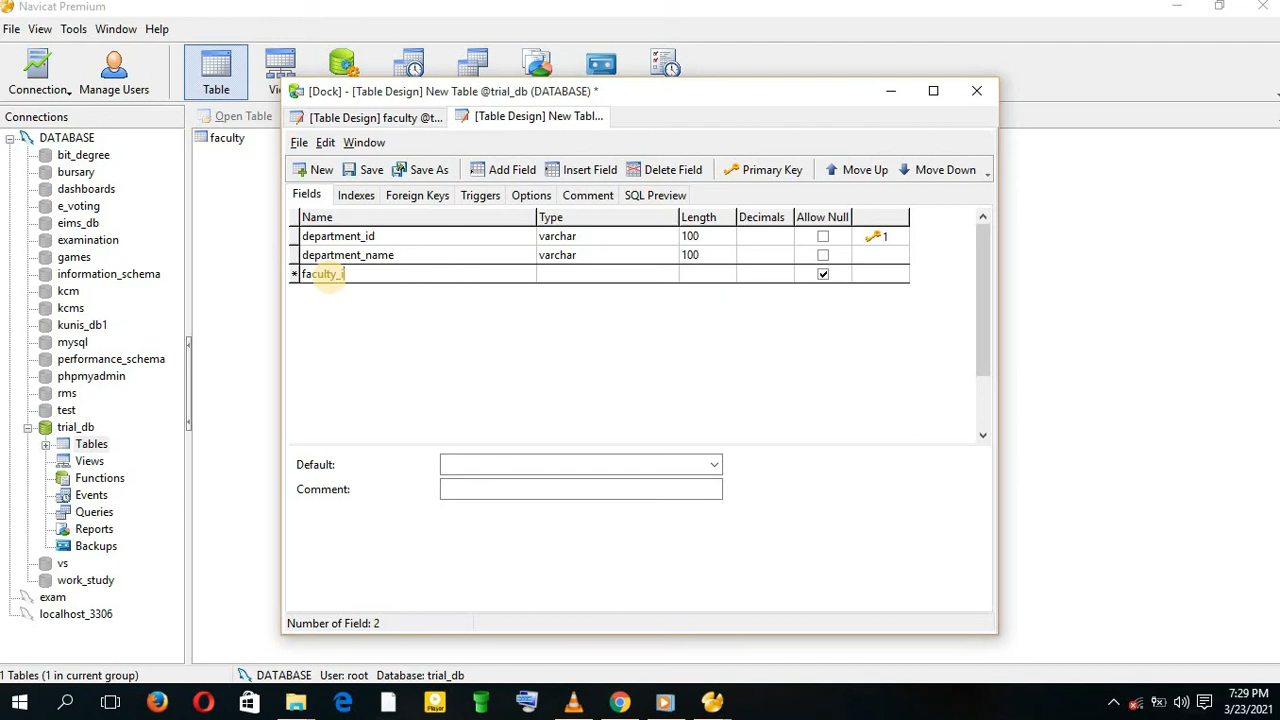 Navicat Premium
File View Tools Window Help
Connection Manage Users Table
Connections
Open Table
DATABASE
bit_degree
bursary
dashboards
e_voting
eims_db
examination
games
information_schema
kcm
kcms
kunis_db1
mysql
performance_schema
phpmyadmin
rms
test
trial_db
Tables
Views
Functions
Events
Queries
Reports
Backups
vs
work_study
exam
localhost_3306
faculty
[Dock] - [Table Design] New Table @trial_db (DATABASE) *
[Table Design] faculty @t... [Table Design] New Tabl...
File Edit Window
New Save Save As Add Field Insert Field Delete Field Primary Key Move Up Move Down
Fields Indexes Foreign Keys Triggers Options Comment SQL Preview
Name Type Length Decimals Allow Null
department_id varchar 100 1
department_name varchar 100
* faculty_i
Default:
Comment:
Number of Field: 2
1 Tables (1 in current group) DATABASE User: root Database: trial_db
Player
7:29 PM
3/23/2021